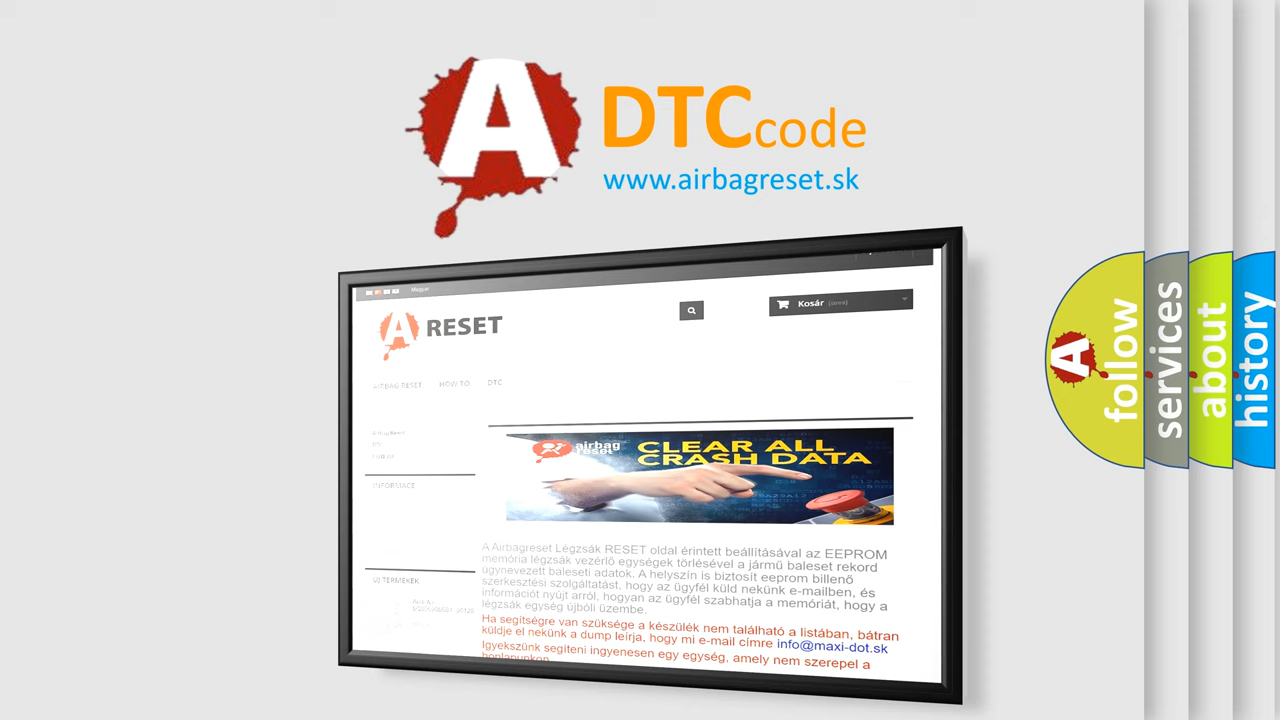 A DTCcode
www.airbagreset.sk
Magyar
A RESET
Kosár (üres)
AIRBAG RESET HOW TO DTC
INFORMACE
airbag
reset
CLEAR ALL
CRASH DATA
A Airbagreset Légzsák RESET oldal érintett beállításával az EEPROM
memória légzsák vezérlő egységek törlésével a jármű baleset rekord
úgynevezett baleseti adatok. A helyszín is biztosít eeprom billenő
szerkesztési szolgáltatást, hogy az ügyfél küld nekünk e-mailben, és
információt nyújt arról, hogyan az ügyfél szabhatja a memóriát, hogy a
légzsák egység újbóli üzembe.
Ha segítségre van szüksége a készülék nem található a listában, bátran
küldje el nekünk a dump leírja, hogy mi e-mail címre info@maxi-dot.sk
Igyekszünk segíteni ingyenesen egy egység, amely nem szerepel a
honlapunkon
ÚJ TERMÉKEK
A follow
services
about
history